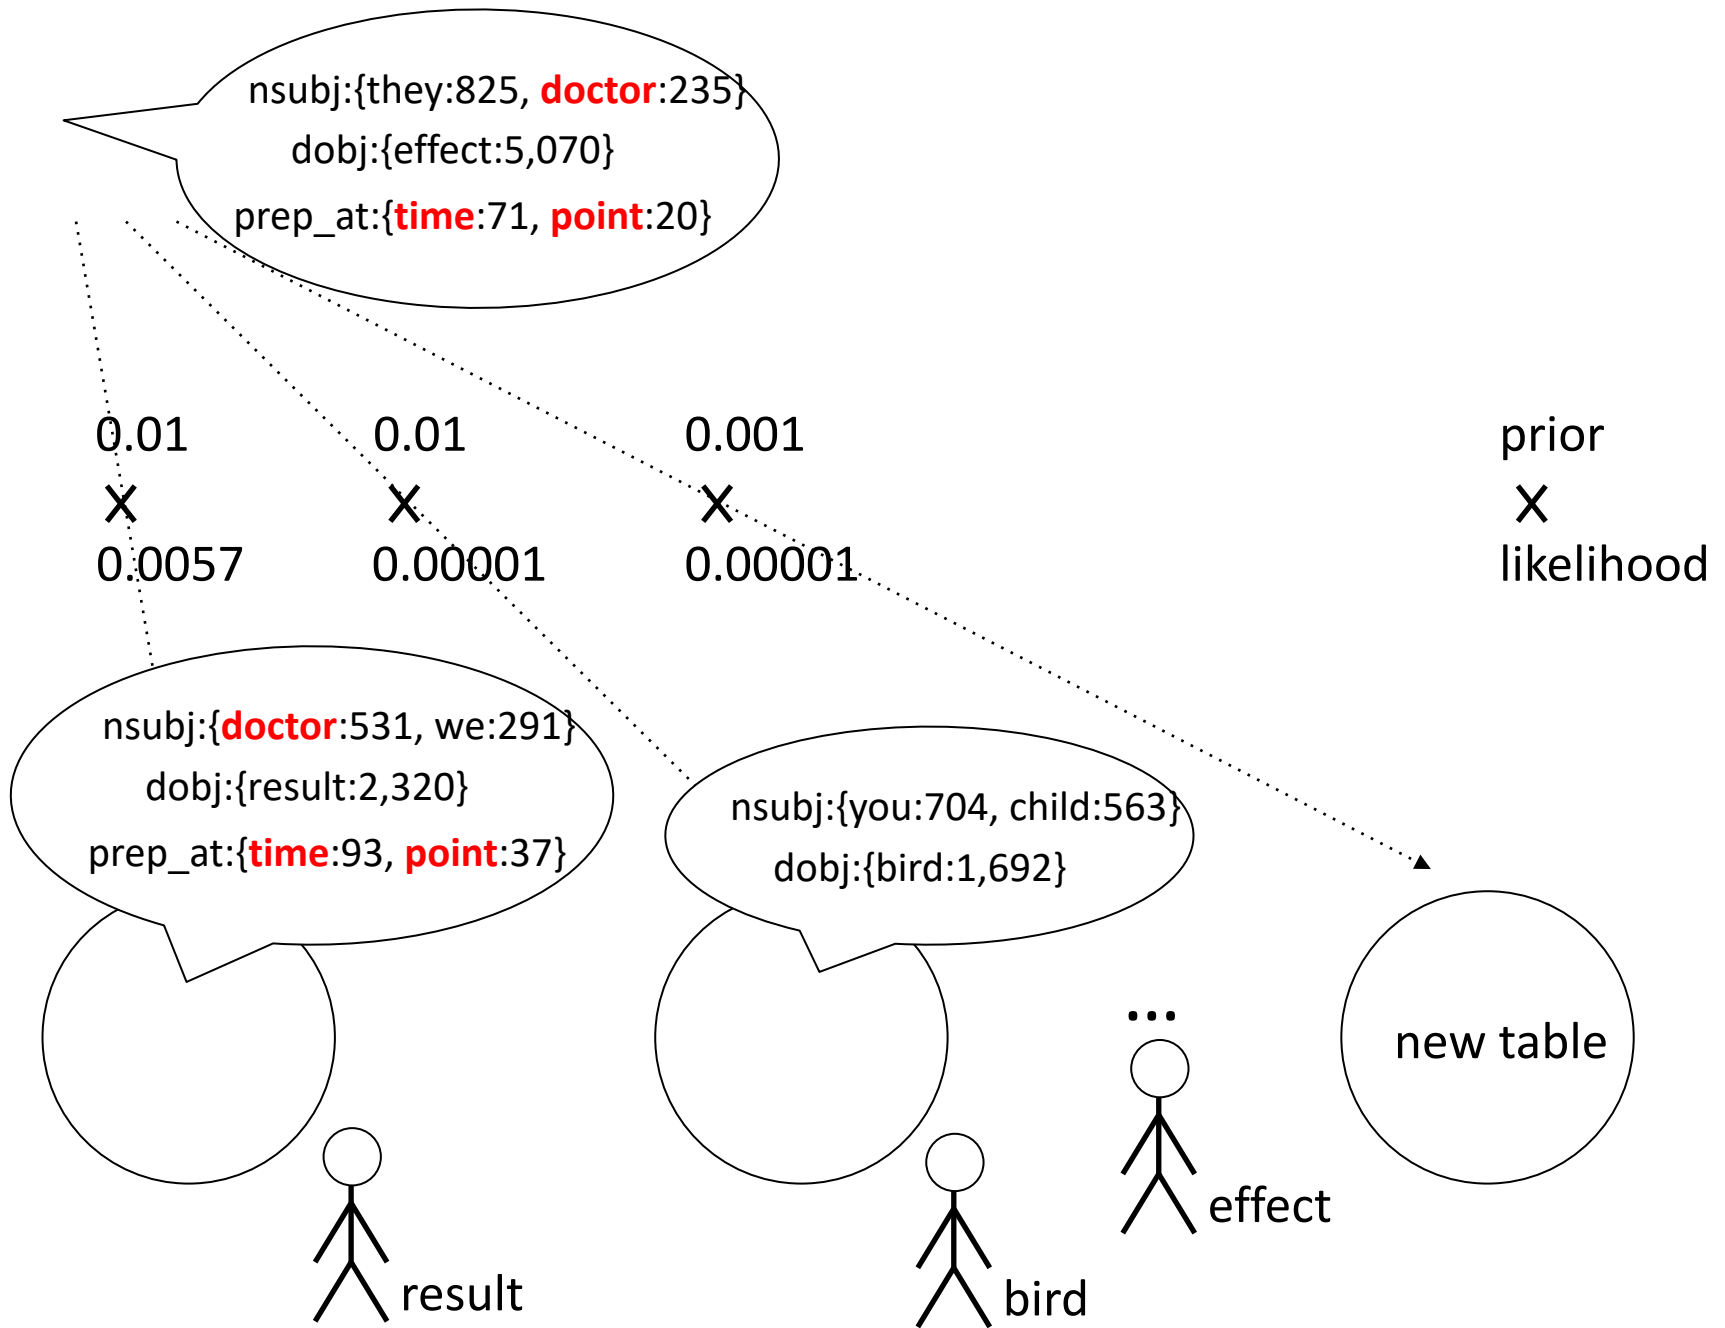 nsubj:{they:825, doctor:235}
dobj:{effect:5,070}
prep_at:{time:71, point:20}
0.01 0.01 0.001 prior
X X X X
0.0057 0.00001 0.00001 likelihood
nsubj:{doctor:531, we:291}
dobj:{result:2,320}
prep_at:{time:93, point:37}
nsubj:{you:704, child:563}
dobj:{bird:1,692}
...
new table
effect
result
bird